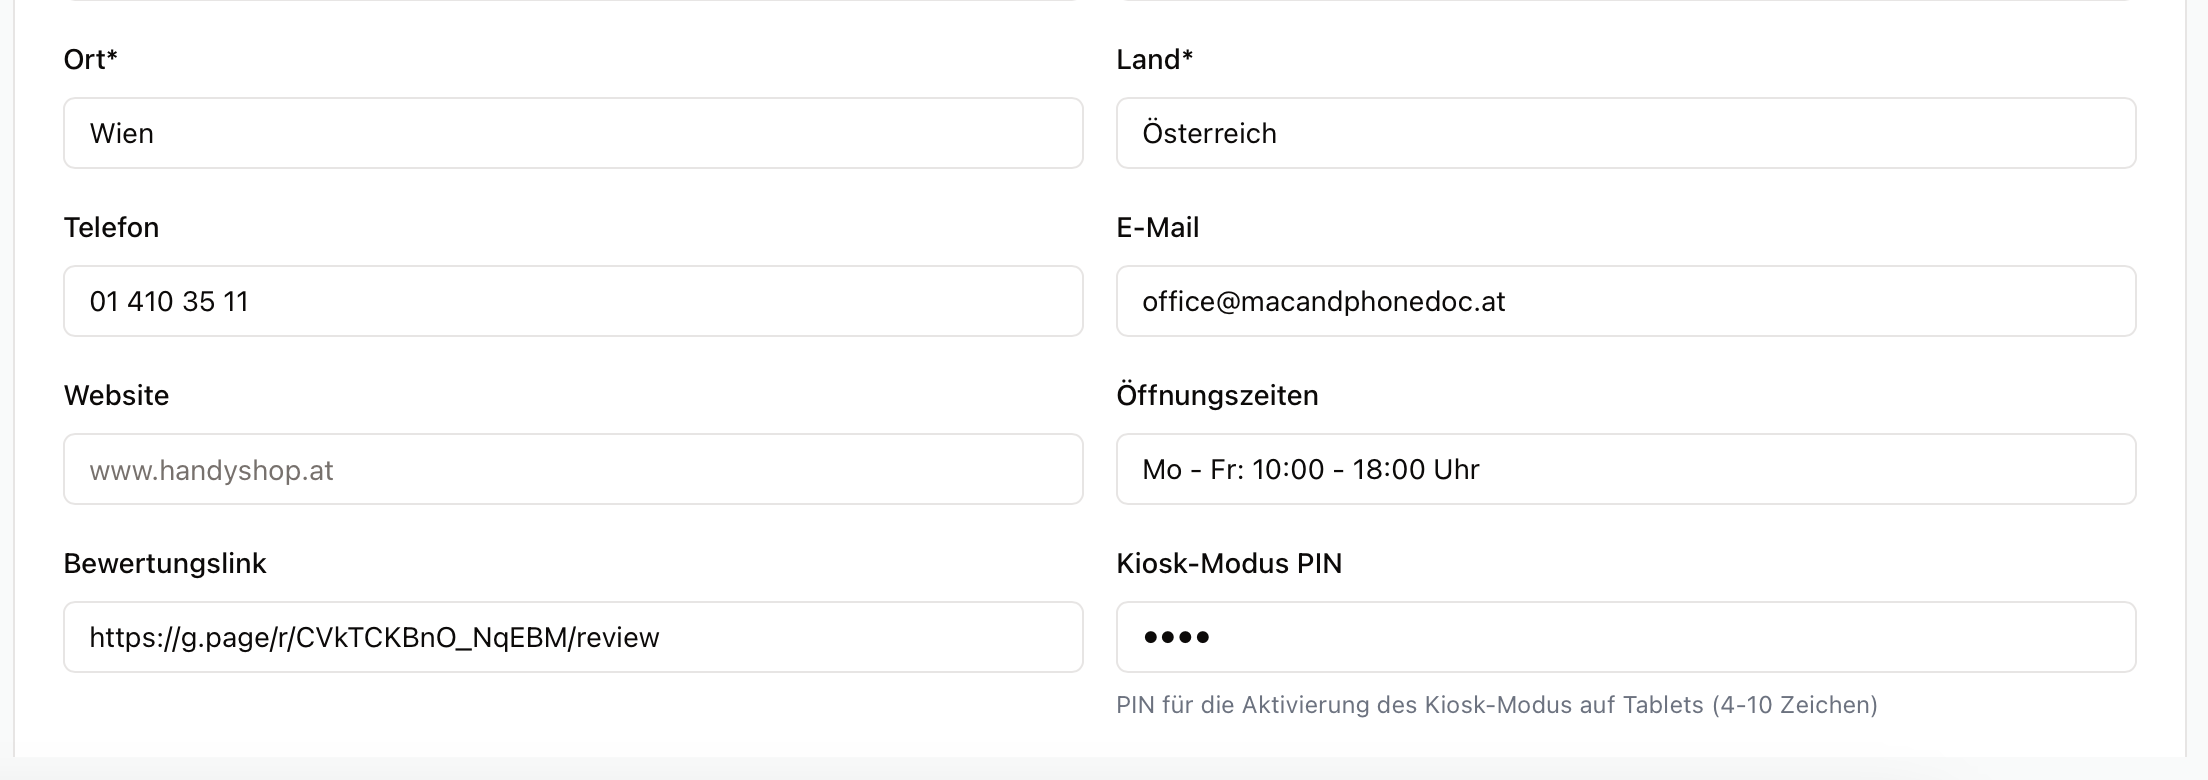 Ort*
Land*
Wien
Österreich
Telefon
E-Mail
01 410 35 11
office@macandphonedoc.at
Website
Öffnungszeiten
www.handyshop.at
Mo - Fr: 10:00 - 18:00 Uhr
Bewertungslink
Kiosk-Modus PIN
https://g.page/r/CVkTCKBnO_NqEBM/review
••••
PIN für die Aktivierung des Kiosk-Modus auf Tablets (4-10 Zeichen)